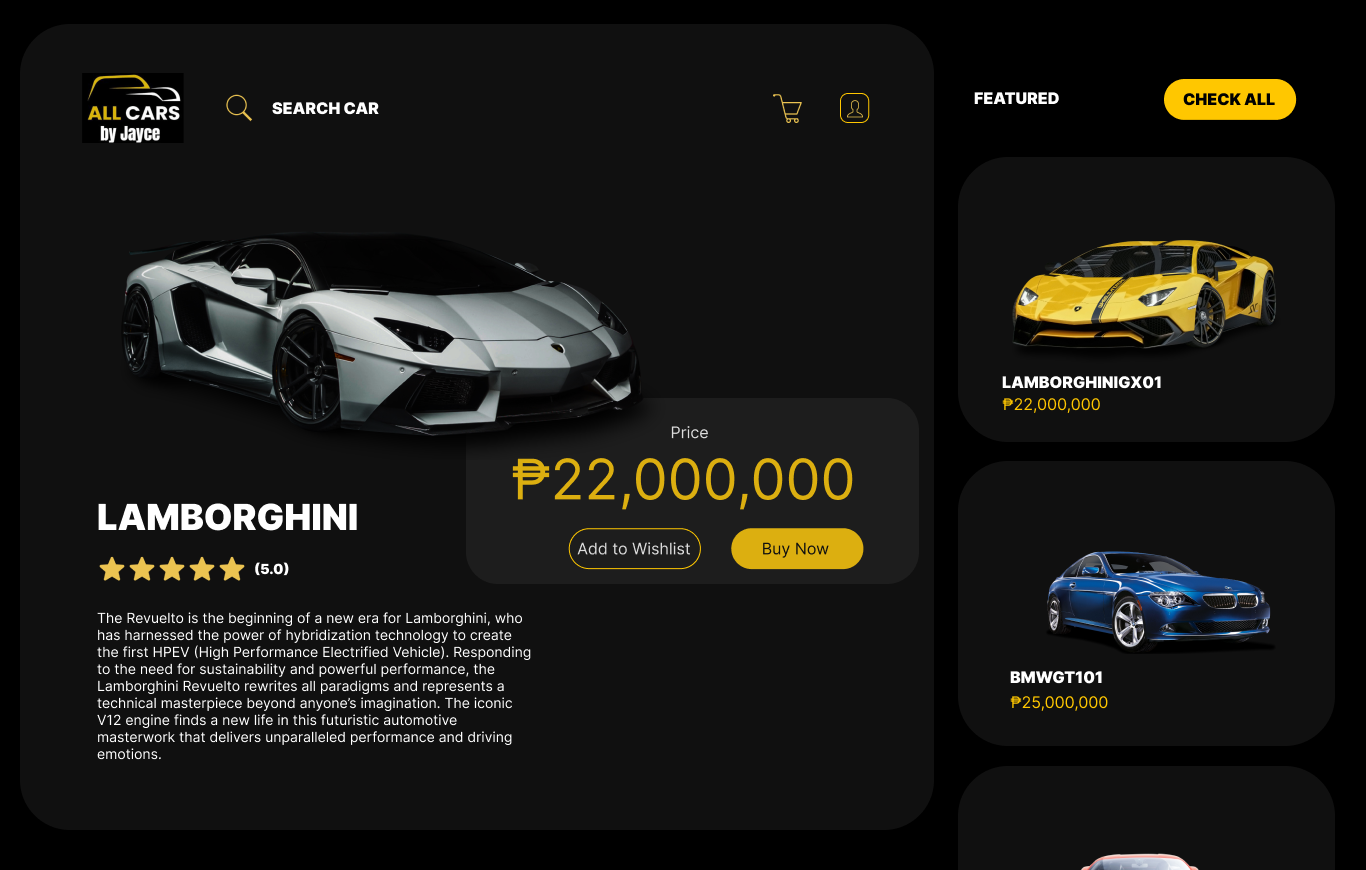 ALL CARS
by Jayce
SEARCH CAR
Price
₱22,000,000
Add to Wishlist
Buy Now
LAMBORGHINI
(5.0)
The Revuelto is the beginning of a new era for Lamborghini, who
has harnessed the power of hybridization technology to create
the first HPEV (High Performance Electrified Vehicle). Responding
to the need for sustainability and powerful performance, the
Lamborghini Revuelto rewrites all paradigms and represents a
technical masterpiece beyond anyone’s imagination. The iconic
V12 engine finds a new life in this futuristic automotive
masterwork that delivers unparalleled performance and driving
emotions.
FEATURED
CHECK ALL
LAMBORGHINIGX01
₱22,000,000
BMWGT101
₱25,000,000